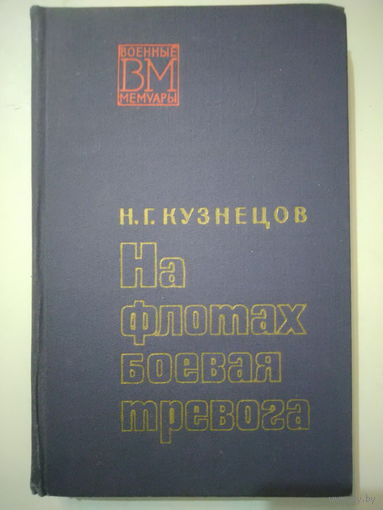 ВОЕННЫЕ
ВМ
МЕМУАРЫ
Н.Г.КУЗНЕЦОВ
На
флотах
боевая
тревога